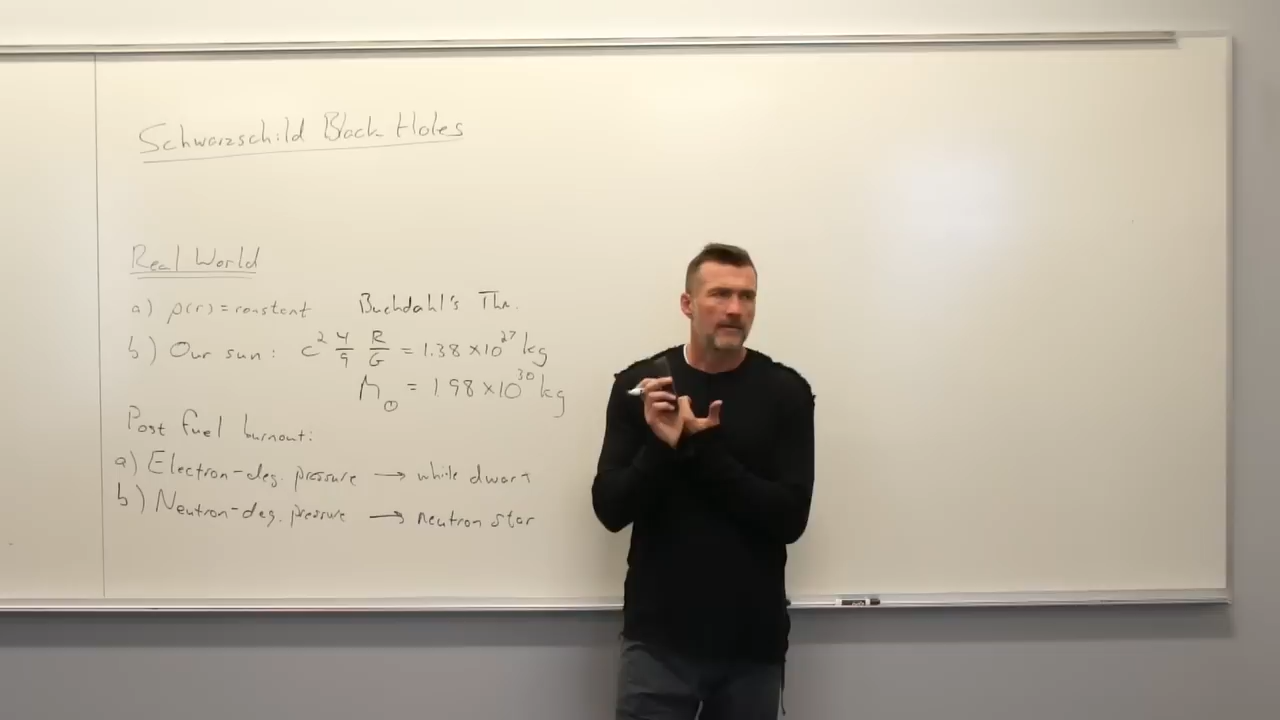 Schwarzschild Black Holes
Real World
a) ρ(r) = constant Buchdahl's Thm.
b) Our sun: c² 4/9 R/G = 1.38 × 10²⁷ kg
M☉ = 1.98 × 10³⁰ kg
Post fuel burnout:
a) Electron-deg. pressure → white dwarf
b) Neutron-deg. pressure → neutron star